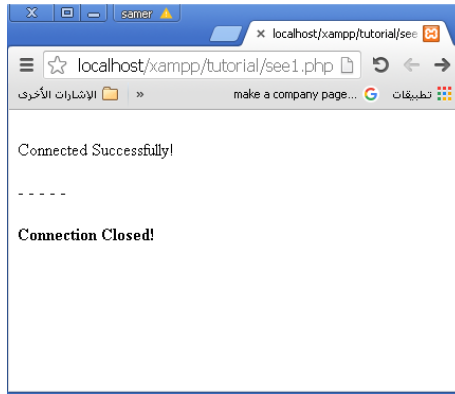 samer
localhost/xampp/tutorial/see
localhost/xampp/tutorial/see1.php
تطبيقات
make a company page...
»
الإشارات الأخرى
Connected Successfully!
- - - - -
Connection Closed!